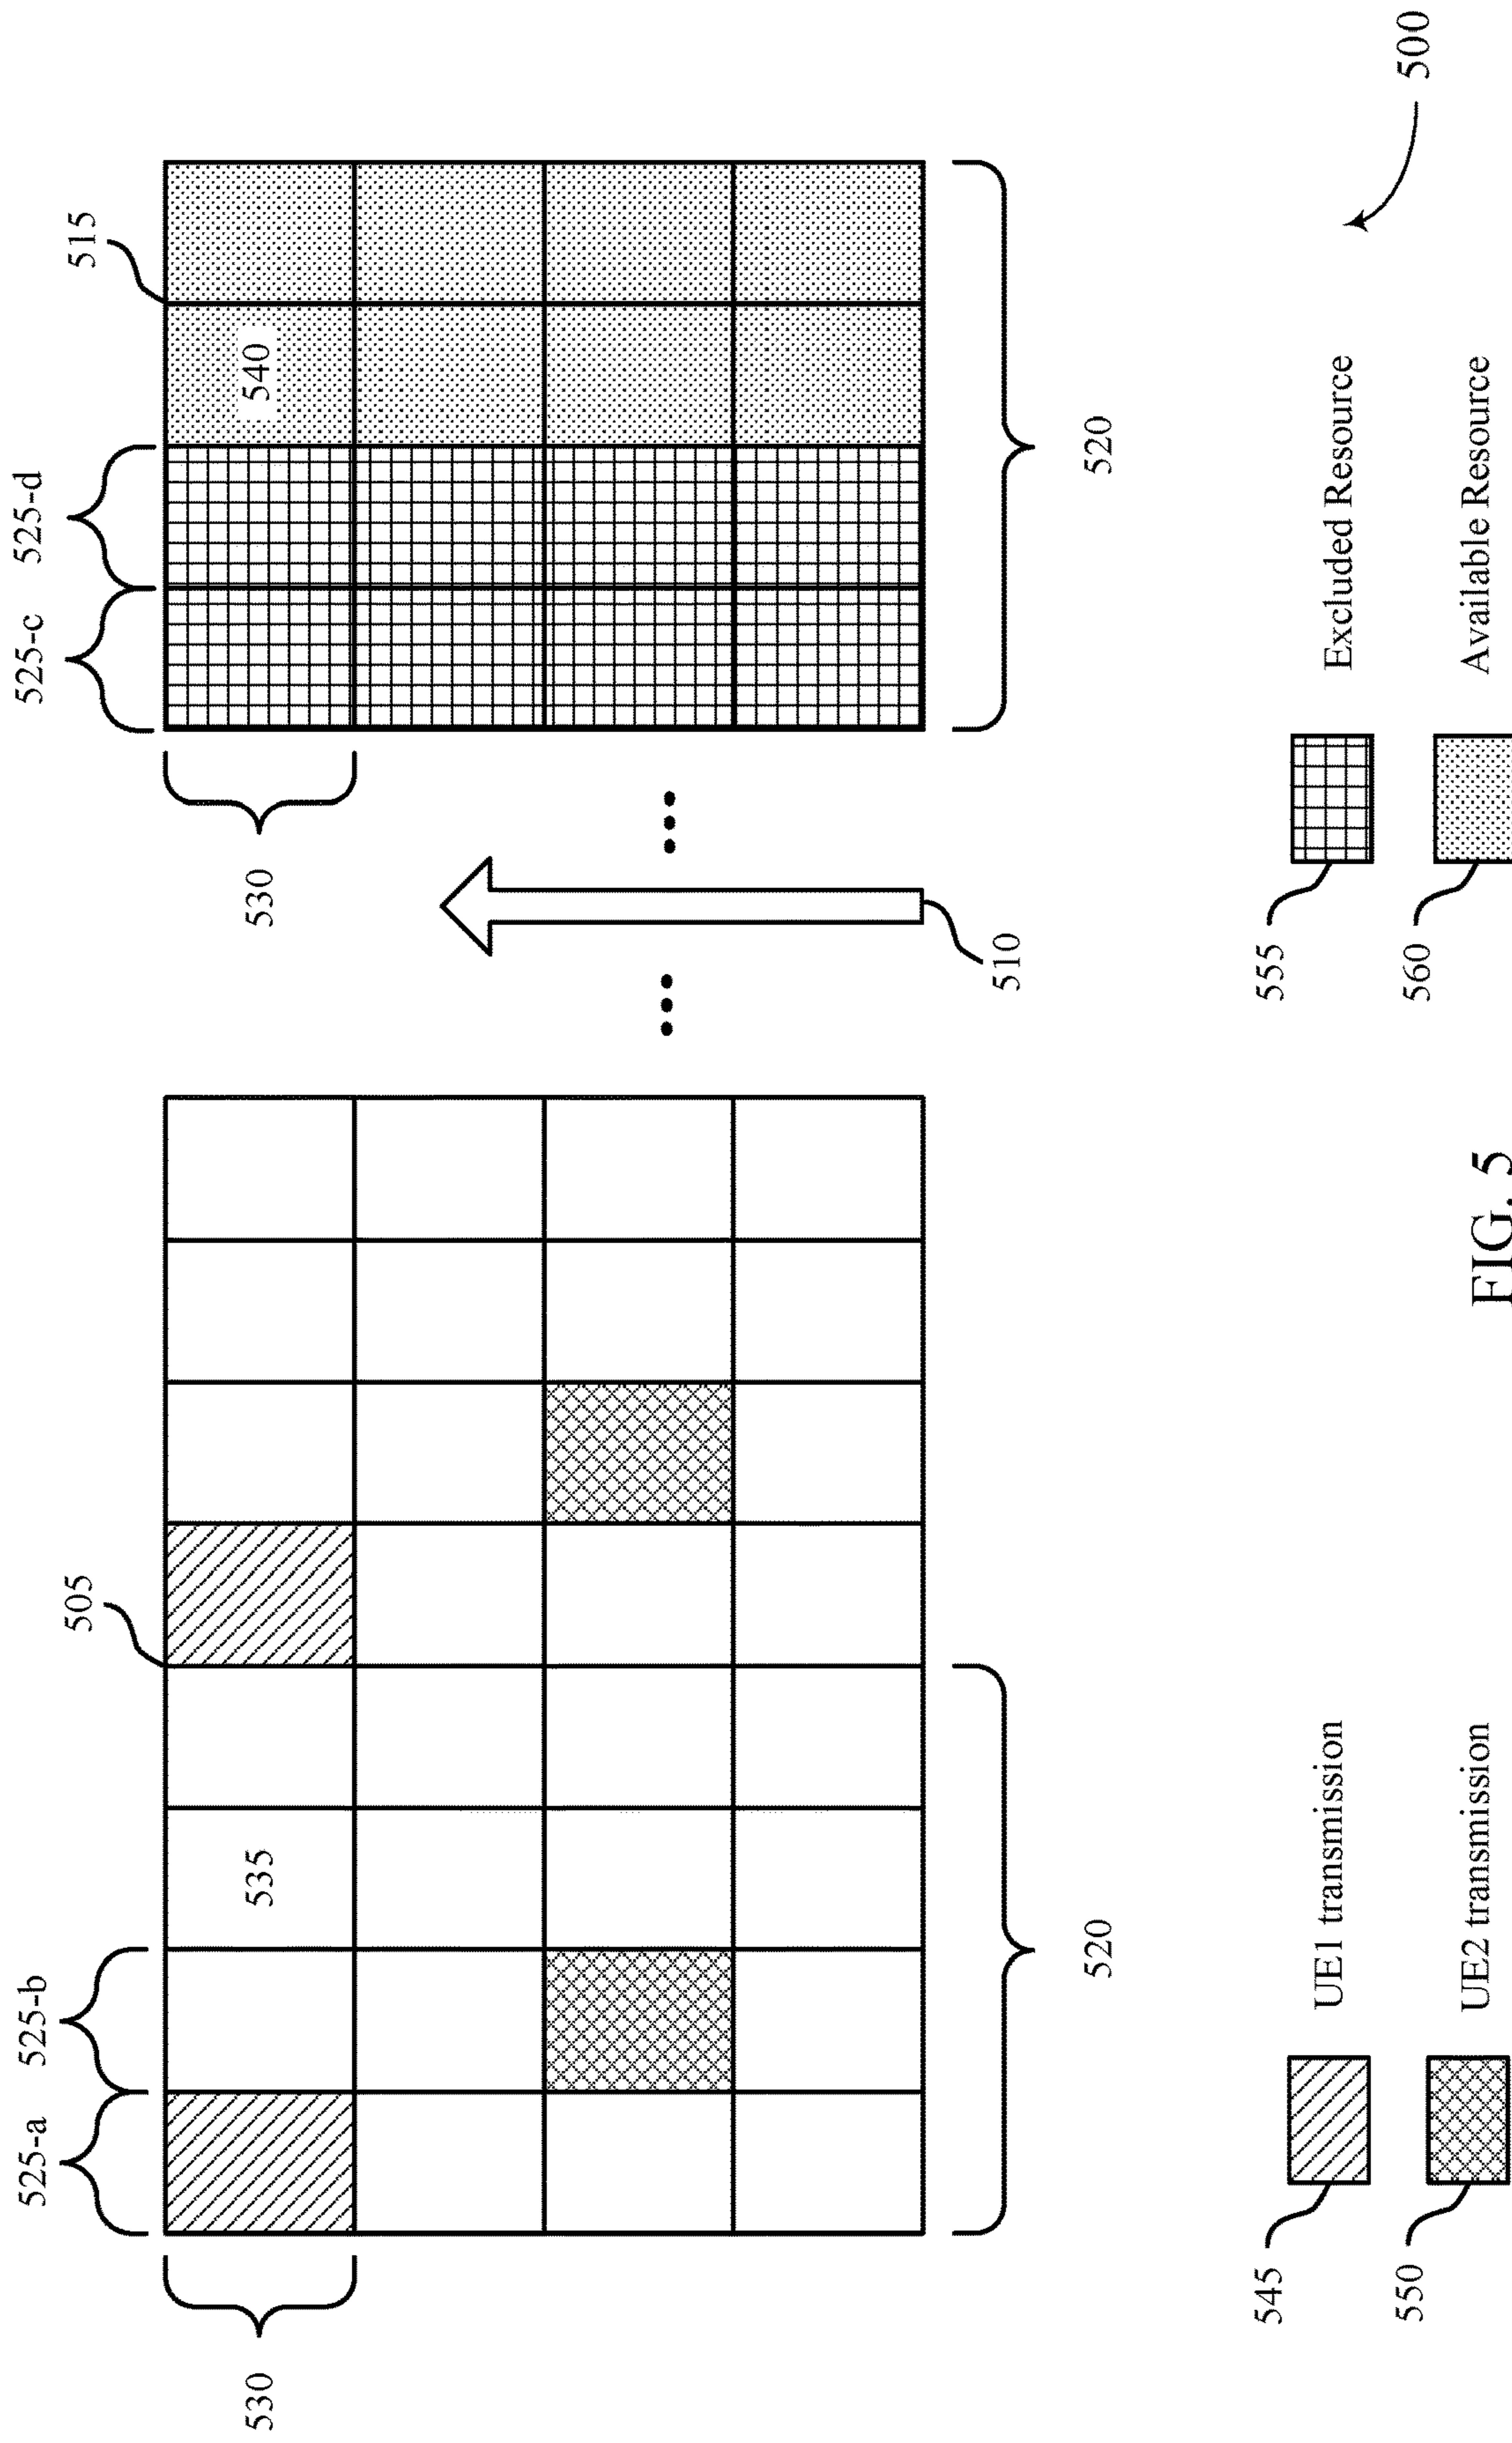 525-a
525-b
505
525-c
525-d
515
530
535
530
540
510
520
520
545
UE1 transmission
555
Excluded Resource
550
UE2 transmission
560
Available Resource
500
FIG. 5